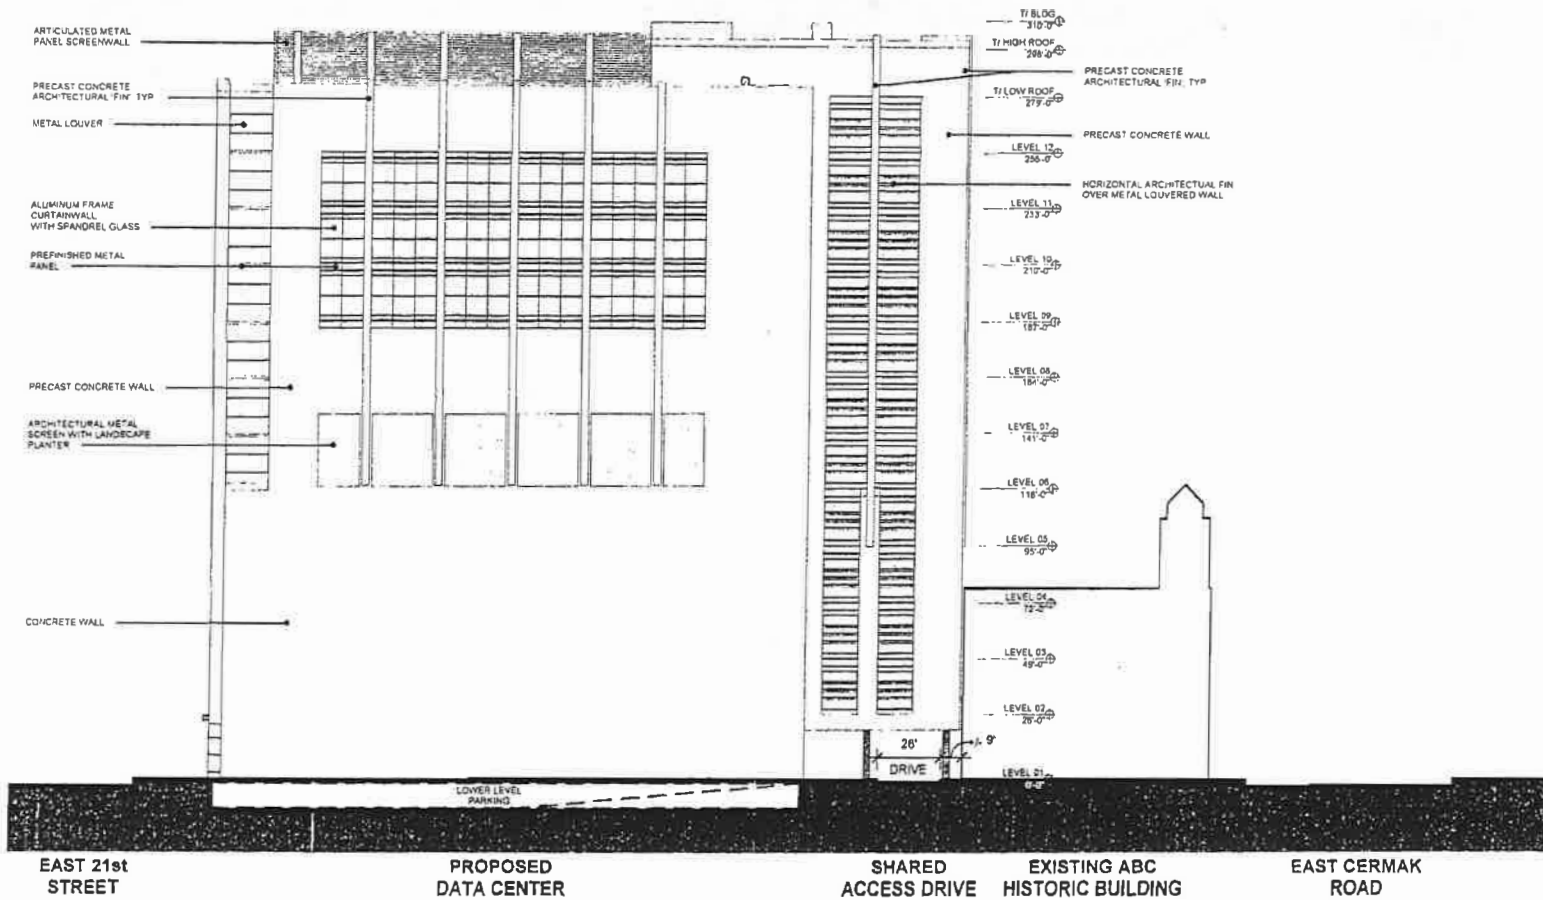 ARTICULATED METAL
PANEL SCREENWALL
PRECAST CONCRETE
ARCHITECTURAL 'FIN' TYP
METAL LOUVER
ALUMINUM FRAME
CURTAINWALL
WITH SPANDREL GLASS
PREFINISHED METAL
PANEL
PRECAST CONCRETE WALL
ARCHITECTURAL METAL
SCREEN WITH LANDSCAPE
PLANTER
CONCRETE WALL
T/ BLDG
310'-0"
T/ HIGH ROOF
298'-0"
T/ LOW ROOF
279'-0"
LEVEL 12
256'-0"
LEVEL 11
233'-0"
LEVEL 10
210'-0"
LEVEL 09
187'-0"
LEVEL 08
164'-0"
LEVEL 07
141'-0"
LEVEL 06
118'-0"
LEVEL 05
95'-0"
LEVEL 04
72'-0"
LEVEL 03
49'-0"
LEVEL 02
26'-0"
LEVEL 01
0'-0"
PRECAST CONCRETE
ARCHITECTURAL 'FIN', TYP
PRECAST CONCRETE WALL
HORIZONTAL ARCHITECTUAL FIN
OVER METAL LOUVERED WALL
26'
DRIVE
9'
LOWER LEVEL
PARKING
EAST 21st
STREET
PROPOSED
DATA CENTER
SHARED
ACCESS DRIVE
EXISTING ABC
HISTORIC BUILDING
EAST CERMAK
ROAD